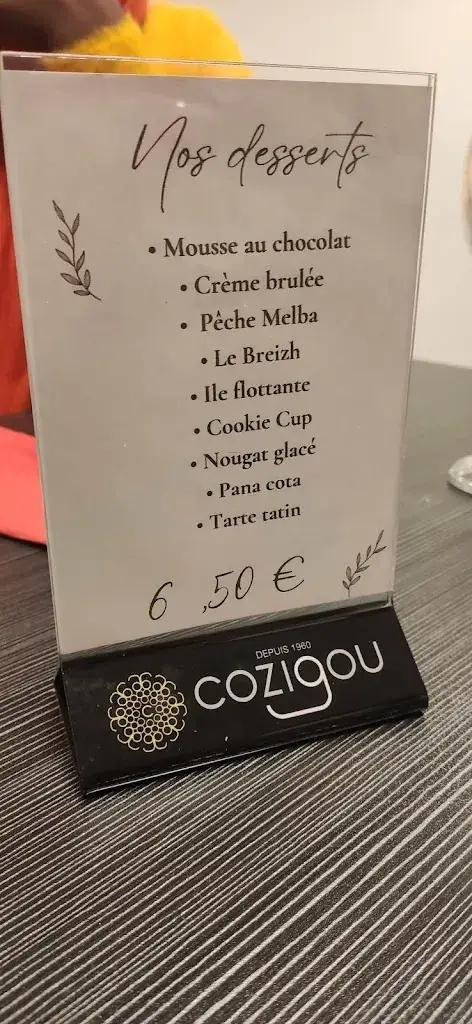 Nos desserts
• Mousse au chocolat
• Crème brulée
• Pêche Melba
• Le Breizh
• Ile flottante
• Cookie Cup
• Nougat glacé
• Pana cota
• Tarte tatin
6 ,50 €
DEPUIS 1960
COZIGOU